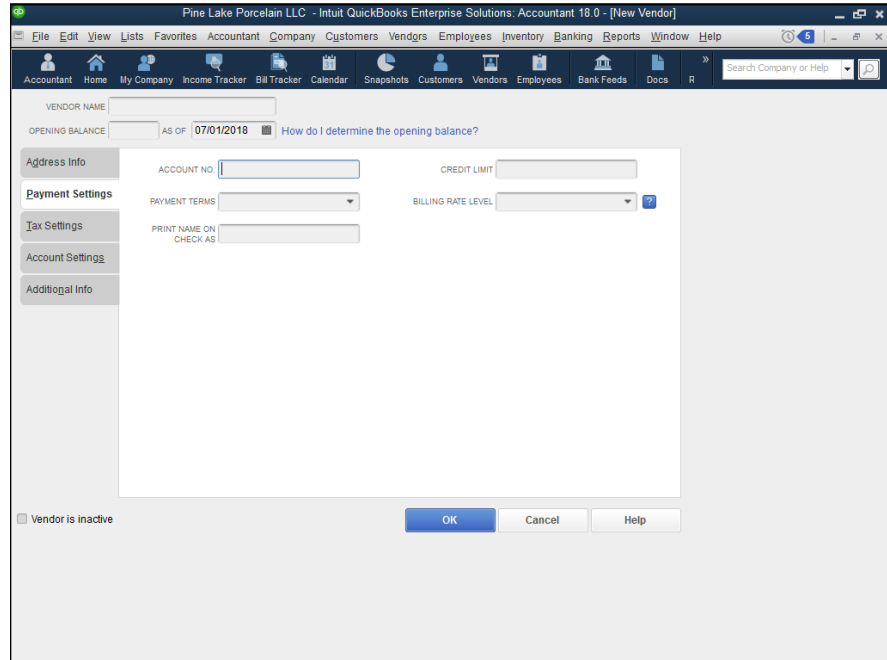 qb Pine Lake Porcelain LLC - Intuit QuickBooks Enterprise Solutions: Accountant 18.0 - [New Vendor]
File Edit View Lists Favorites Accountant Company Customers Vendors Employees Inventory Banking Reports Window Help 5
Accountant Home My Company Income Tracker Bill Tracker 31 Calendar Snapshots Customers Vendors Employees Bank Feeds Docs R » Search Company or Help
VENDOR NAME
OPENING BALANCE AS OF 07/01/2018 How do I determine the opening balance?
Address Info
Payment Settings
Tax Settings
Account Settings
Additional Info
ACCOUNT NO. CREDIT LIMIT
PAYMENT TERMS BILLING RATE LEVEL ?
PRINT NAME ON
CHECK AS
Vendor is inactive OK Cancel Help